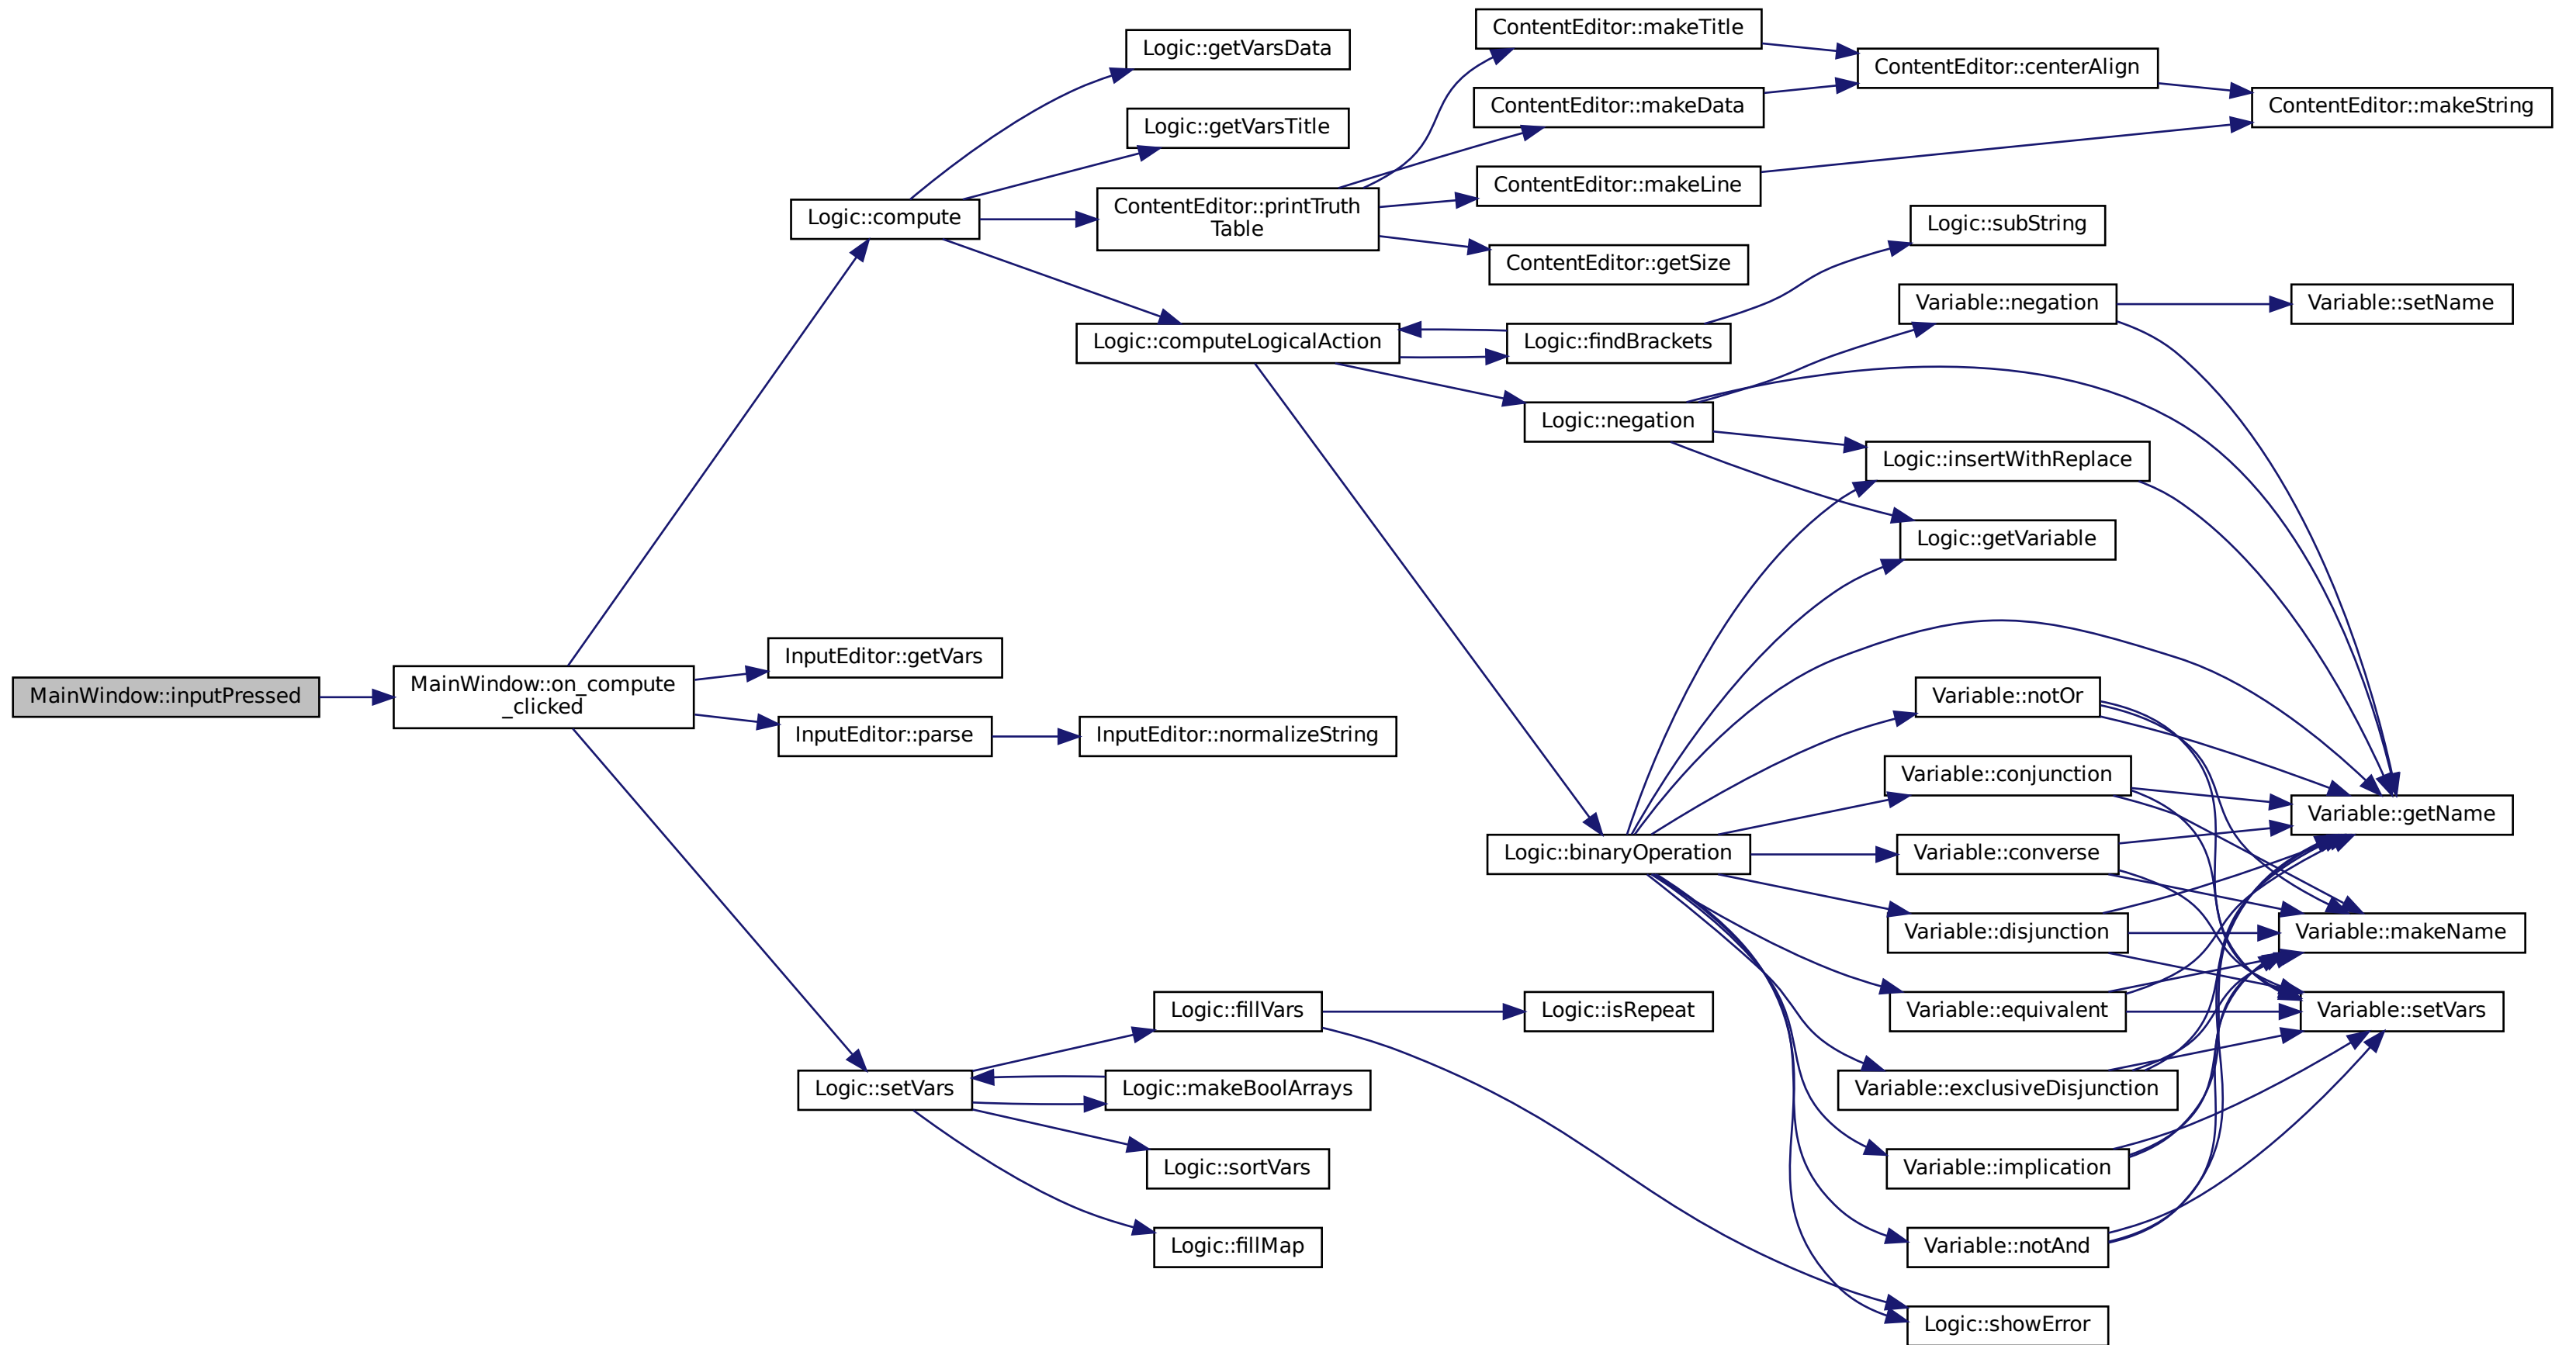 MainWindow::inputPressed
MainWindow::on_compute
_clicked
Logic::compute
InputEditor::getVars
InputEditor::parse
Logic::setVars
Logic::getVarsData
Logic::getVarsTitle
ContentEditor::printTruth
Table
Logic::computeLogicalAction
InputEditor::normalizeString
Logic::fillVars
Logic::makeBoolArrays
Logic::sortVars
Logic::fillMap
ContentEditor::makeTitle
ContentEditor::makeData
ContentEditor::makeLine
ContentEditor::getSize
Logic::findBrackets
Logic::negation
Logic::binaryOperation
Logic::isRepeat
ContentEditor::centerAlign
Logic::subString
Variable::negation
Logic::insertWithReplace
Logic::getVariable
Variable::notOr
Variable::conjunction
Variable::converse
Variable::disjunction
Variable::equivalent
Variable::exclusiveDisjunction
Variable::implication
Variable::notAnd
Logic::showError
ContentEditor::makeString
Variable::setName
Variable::getName
Variable::makeName
Variable::setVars